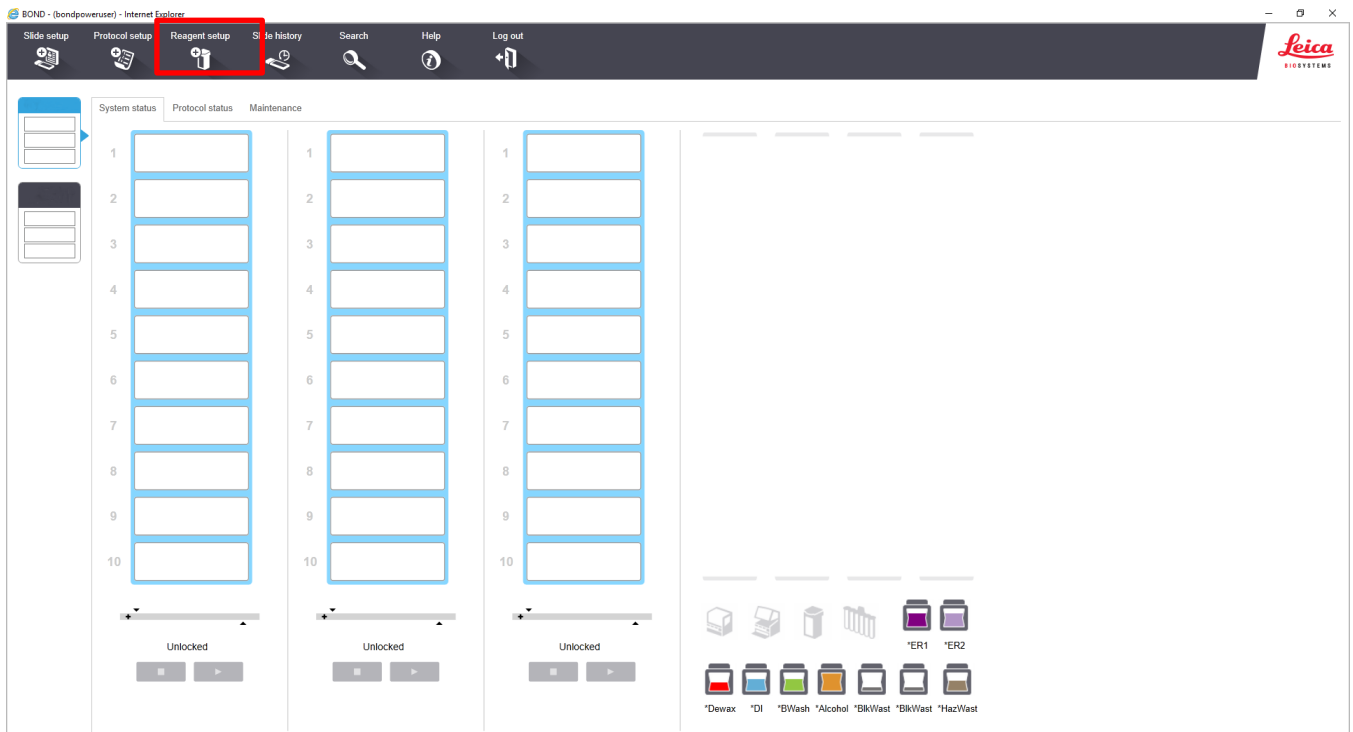 BOND - (bondpoweruser) - Internet Explorer
Slide setup Protocol setup Reagent setup Slide history Search Help Log out
Leica
BIOSYSTEMS
System status Protocol status Maintenance
1 1 1
2 2 2
3 3 3
4 4 4
5 5 5
6 6 6
7 7 7
8 8 8
9 9 9
10 10 10
Unlocked Unlocked Unlocked
*ER1 *ER2
*Dewax *DI *BWash *Alcohol *BlkWast *BlkWast *HazWast